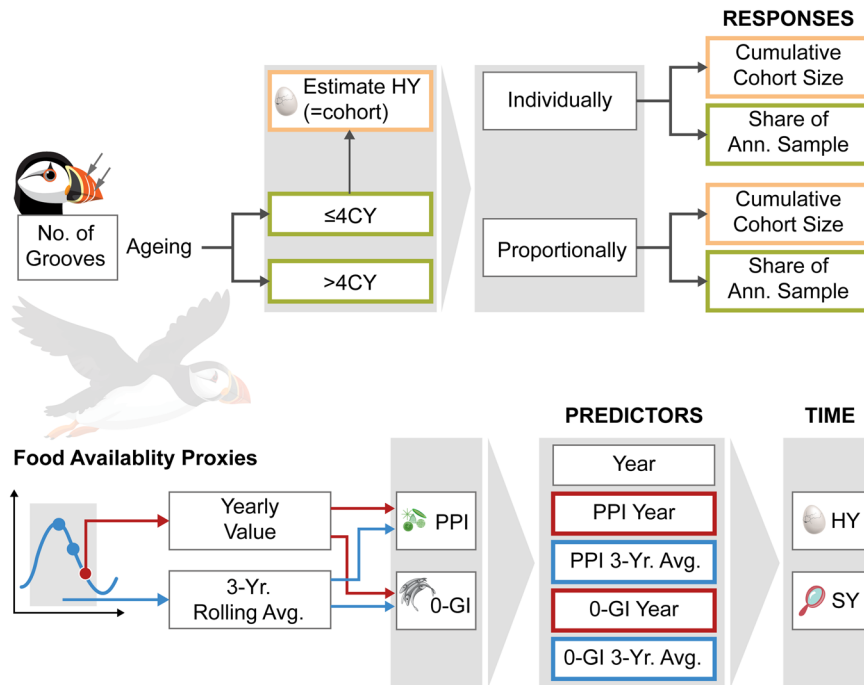 RESPONSES
Estimate HY
(=cohort)
Individually
Cumulative
Cohort Size
Share of
Ann. Sample
No. of
Grooves
Ageing
≤4CY
>4CY
Proportionally
Cumulative
Cohort Size
Share of
Ann. Sample
Food Availablity Proxies
PREDICTORS
TIME
Yearly
Value
3-Yr.
Rolling Avg.
PPI
0-GI
Year
PPI Year
PPI 3-Yr. Avg.
0-GI Year
0-GI 3-Yr. Avg.
HY
SY